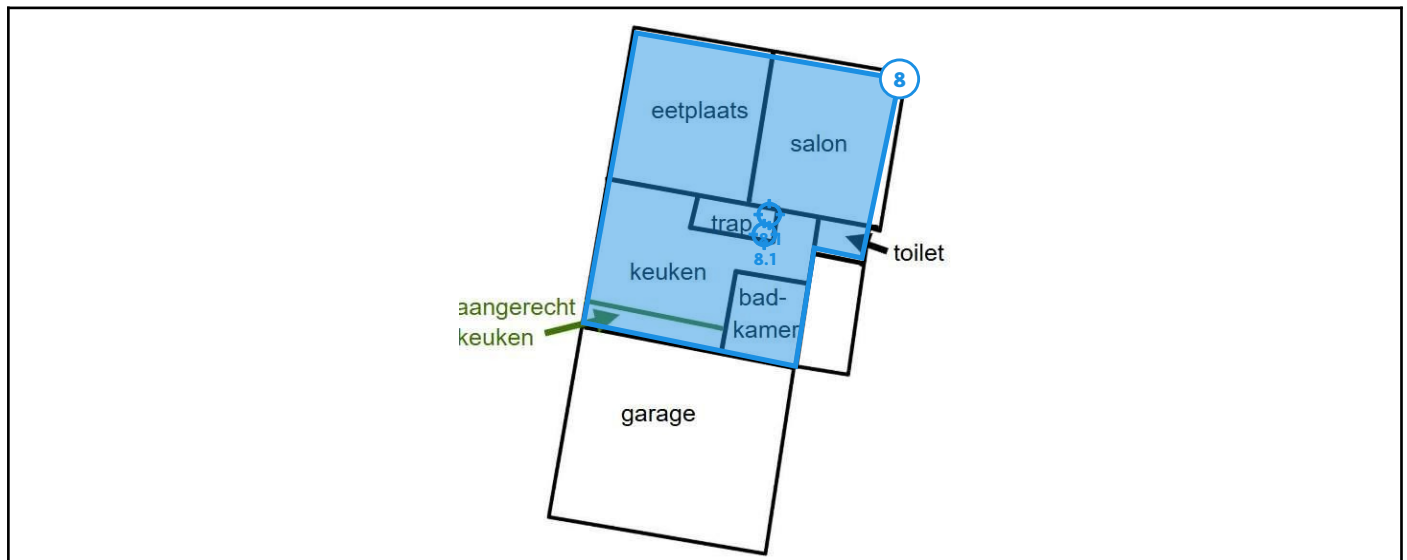 8
eetplaats
salon
trap
8.1
toilet
keuken
bad-
kamer
aangerecht
keuken
garage